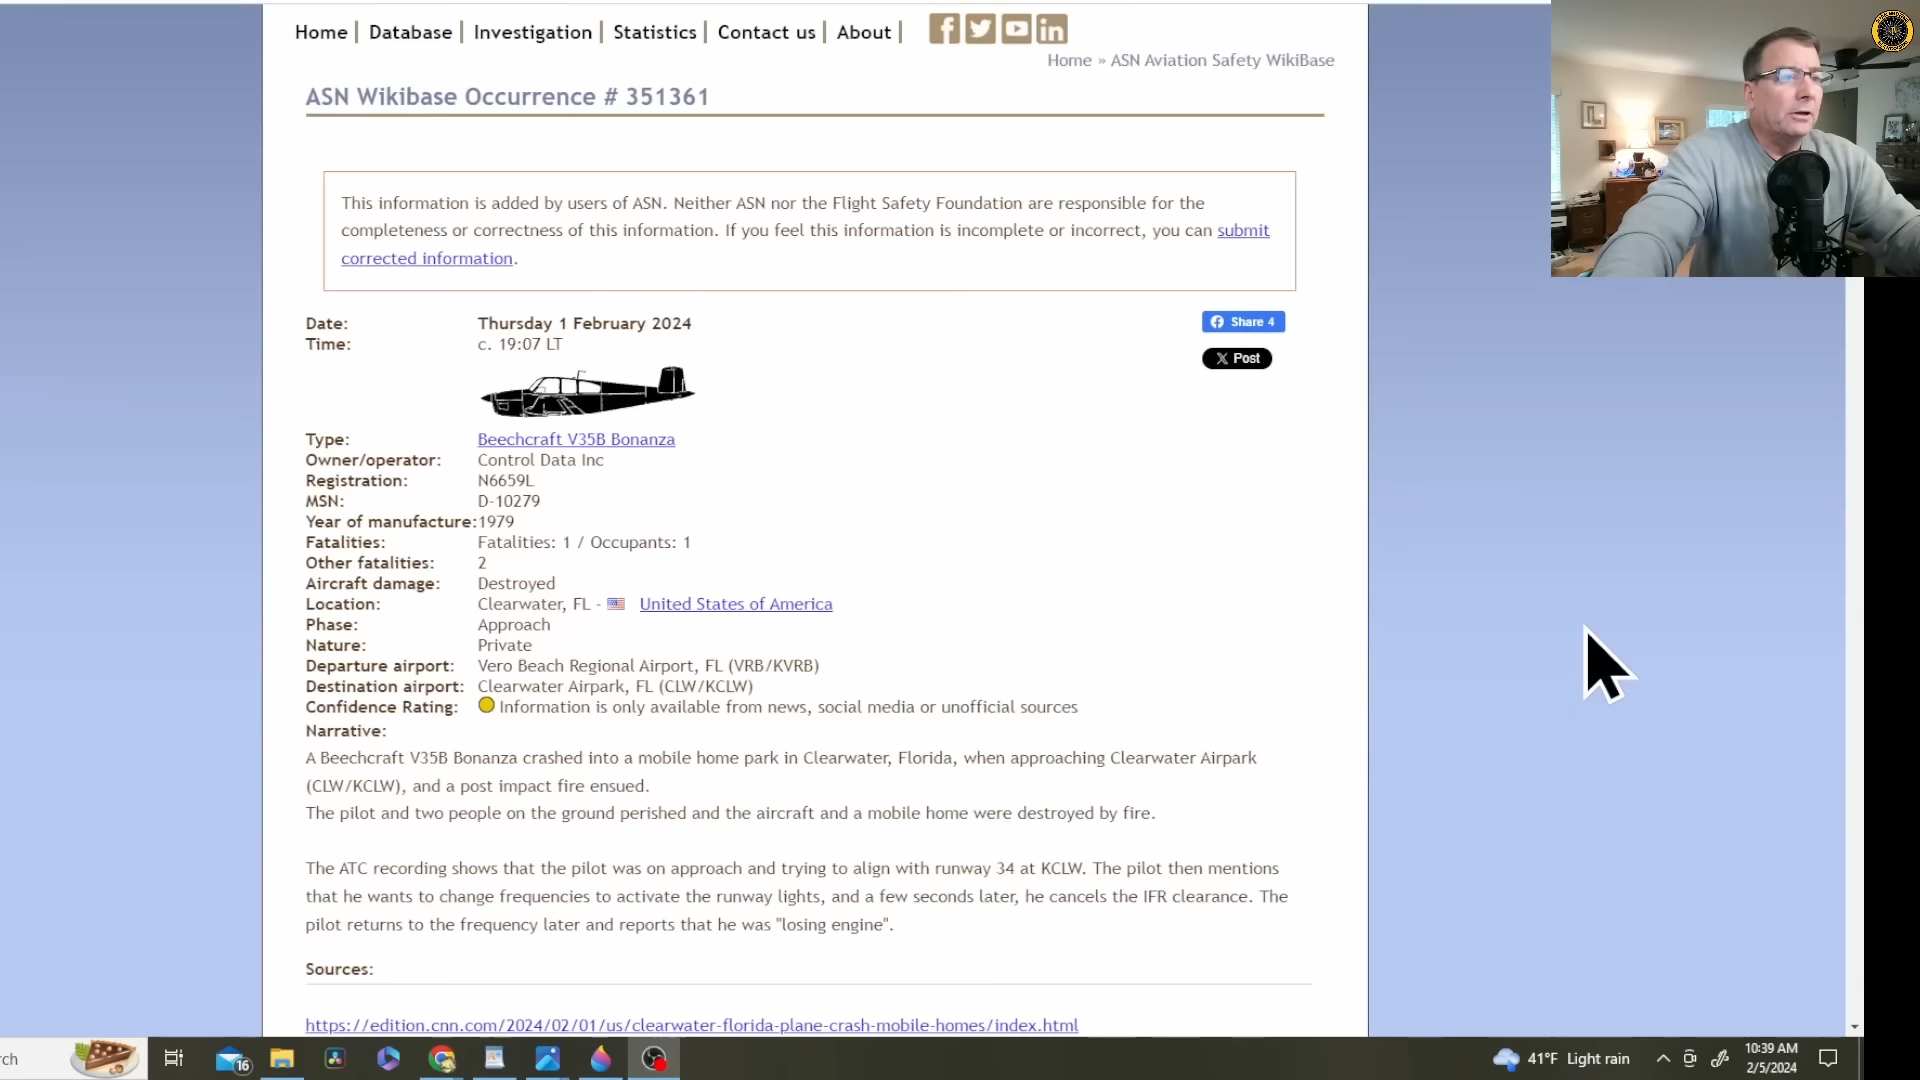 Home | Database | Investigation | Statistics | Contact us | About |
Home » ASN Aviation Safety WikiBase
ASN Wikibase Occurrence # 351361
This information is added by users of ASN. Neither ASN nor the Flight Safety Foundation are responsible for the
completeness or correctness of this information. If you feel this information is incomplete or incorrect, you can submit
corrected information.
Date: Thursday 1 February 2024
Share 4
Time: c. 19:07 LT
Post
Type: Beechcraft V35B Bonanza
Owner/operator: Control Data Inc
Registration: N6659L
MSN: D-10279
Year of manufacture: 1979
Fatalities: Fatalities: 1 / Occupants: 1
Other fatalities: 2
Aircraft damage: Destroyed
Location: Clearwater, FL - United States of America
Phase: Approach
Nature: Private
Departure airport: Vero Beach Regional Airport, FL (VRB/KVRB)
Destination airport: Clearwater Airpark, FL (CLW/KCLW)
Confidence Rating: Information is only available from news, social media or unofficial sources
Narrative:
A Beechcraft V35B Bonanza crashed into a mobile home park in Clearwater, Florida, when approaching Clearwater Airpark
(CLW/KCLW), and a post impact fire ensued.
The pilot and two people on the ground perished and the aircraft and a mobile home were destroyed by fire.
The ATC recording shows that the pilot was on approach and trying to align with runway 34 at KCLW. The pilot then mentions
that he wants to change frequencies to activate the runway lights, and a few seconds later, he cancels the IFR clearance. The
pilot returns to the frequency later and reports that he was "losing engine".
Sources:
https://edition.cnn.com/2024/02/01/us/clearwater-florida-plane-crash-mobile-homes/index.html
rch
16
41°F Light rain
10:39 AM
2/5/2024